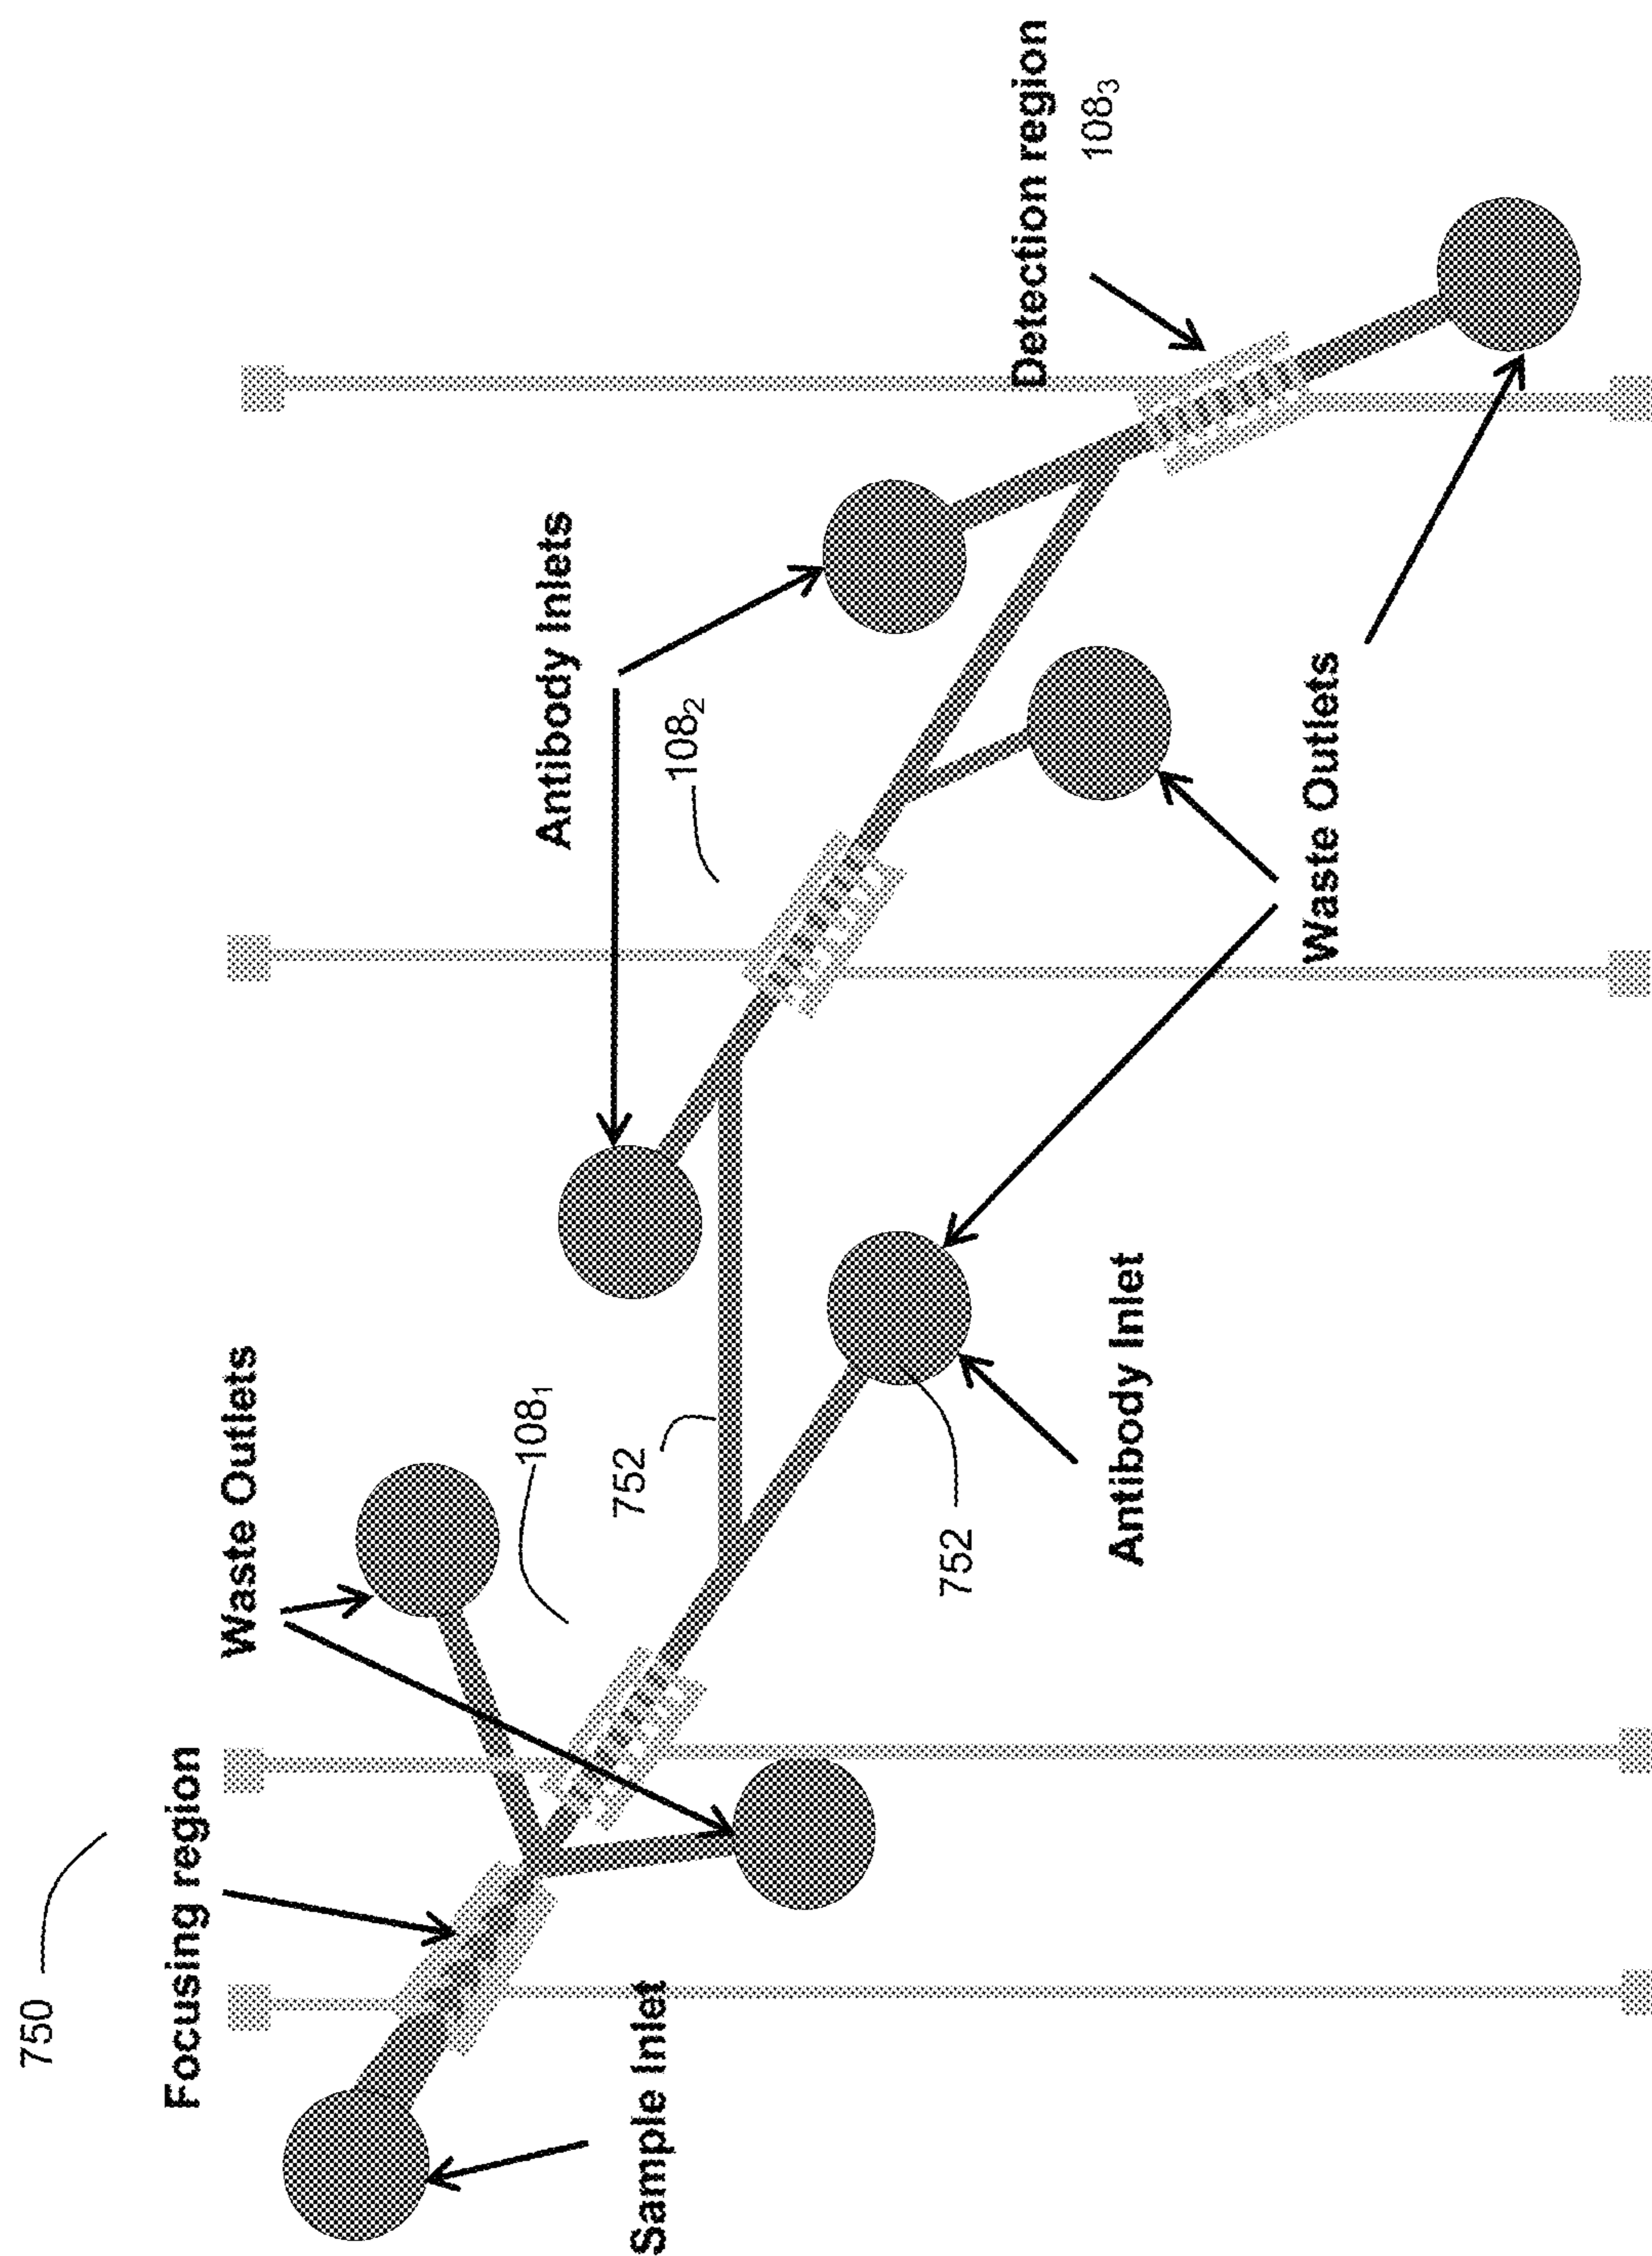 750
Focusing region
Waste Outlets
Sample Inlet
108₁
752
752
Antibody Inlet
Antibody Inlets
108₂
Waste Outlets
Detection region
108₃